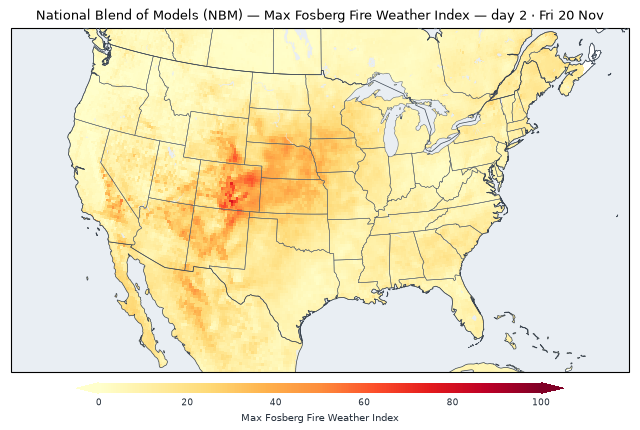 National Blend of Models (NBM) — Max Fosberg Fire Weather Index — day 2 · Fri 20 Nov
0 20 40 60 80 100
Max Fosberg Fire Weather Index